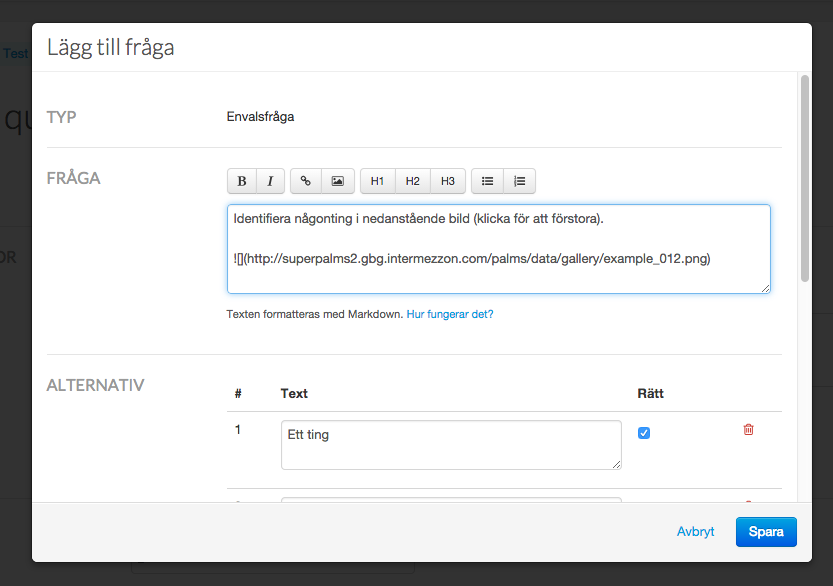 Lägg till fråga
Test
qu
OR
TYP
Envalsfråga
FRÅGA
B I H1 H2 H3
Identifiera någonting i nedanstående bild (klicka för att förstora).
![](http://superpalms2.gbg.intermezzon.com/palms/data/gallery/example_012.png)
Texten formatteras med Markdown. Hur fungerar det?
ALTERNATIV
# Text Rätt
1 Ett ting
Avbryt Spara